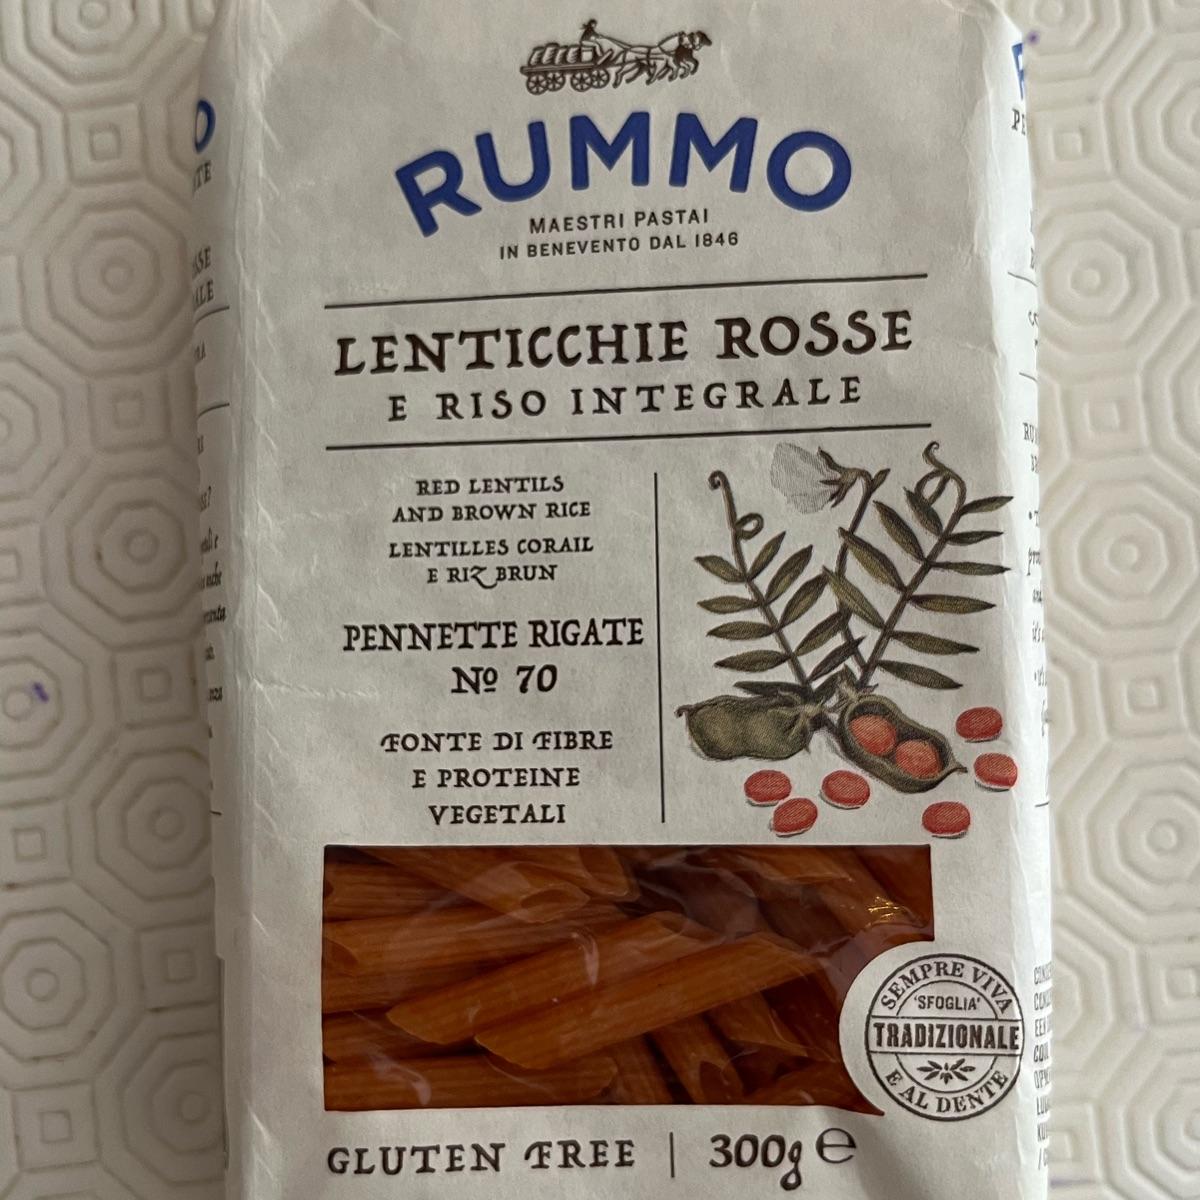 RUMMO
MAESTRI PASTAI
IN BENEVENTO DAL 1846
LENTICCHIE ROSSE
E RISO INTEGRALE
RED LENTILS
AND BROWN RICE
LENTILLES CORAIL
E RIZ BRUN
PENNETTE RIGATE
Nº 70
FONTE DI FIBRE
E PROTEINE
VEGETALI
SEMPRE VIVA
'SFOGLIA'
TRADIZIONALE
E AL DENTE
GLUTEN FREE | 300g ℮